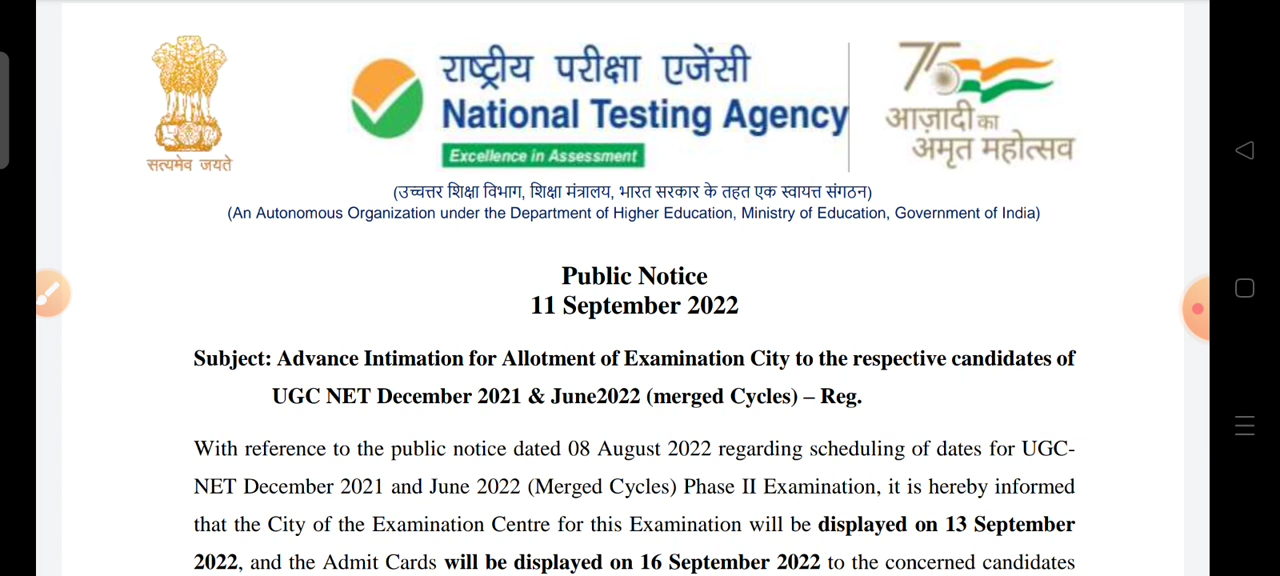 सत्यमेव जयते
राष्ट्रीय परीक्षा एजेंसी
National Testing Agency
Excellence in Assessment
75
आज़ादी का
अमृत महोत्सव
(उच्चत्तर शिक्षा विभाग, शिक्षा मंत्रालय, भारत सरकार के तहत एक स्वायत्त संगठन)
(An Autonomous Organization under the Department of Higher Education, Ministry of Education, Government of India)
Public Notice
11 September 2022
Subject: Advance Intimation for Allotment of Examination City to the respective candidates of
UGC NET December 2021 & June2022 (merged Cycles) – Reg.
With reference to the public notice dated 08 August 2022 regarding scheduling of dates for UGC-
NET December 2021 and June 2022 (Merged Cycles) Phase II Examination, it is hereby informed
that the City of the Examination Centre for this Examination will be displayed on 13 September
2022, and the Admit Cards will be displayed on 16 September 2022 to the concerned candidates